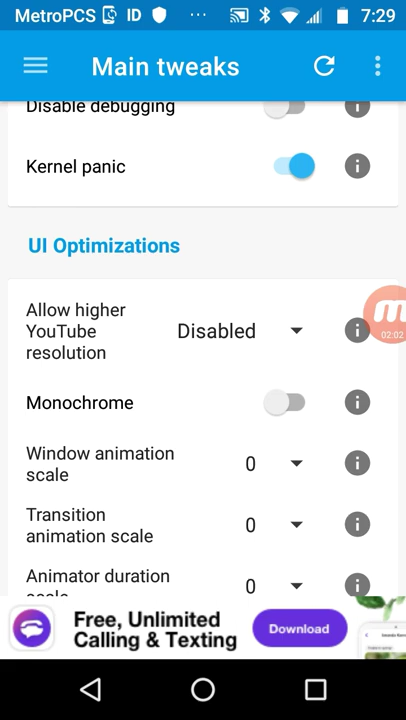 MetroPCS ID ... 7:29
Main tweaks
Disable debugging
Kernel panic
UI Optimizations
Allow higher
YouTube
resolution
Disabled
02:02
Monochrome
Window animation
scale
0
Transition
animation scale
0
Animator duration
scale
0
Free, Unlimited
Calling & Texting
Download